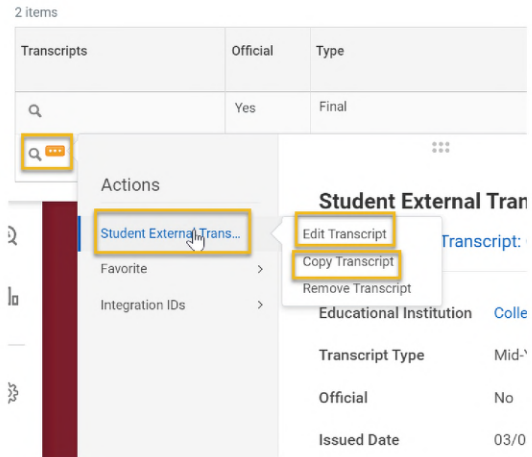 2 items
Transcripts Official Type
Yes Final
Actions
Student External Tran
Student External Trans...
Edit Transcript
Transcript:
Copy Transcript
Favorite
Remove Transcript
Integration IDs
Educational Institution Colle
Transcript Type Mid-Y
Official No
Issued Date 03/0